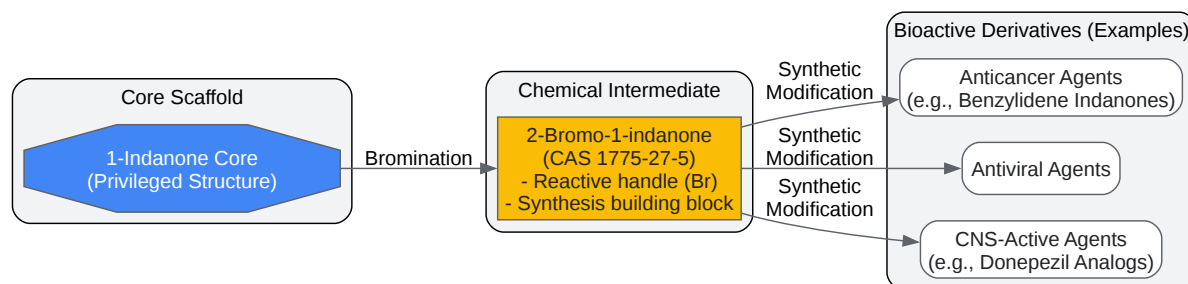 Core Scaffold
1-Indanone Core
(Privileged Structure)
Bromination
Chemical Intermediate
2-Bromo-1-indanone
(CAS 1775-27-5)
- Reactive handle (Br)
- Synthesis building block
Synthetic
Modification
Synthetic
Modification
Synthetic
Modification
Bioactive Derivatives (Examples)
Anticancer Agents
(e.g., Benzylidene Indanones)
Antiviral Agents
CNS-Active Agents
(e.g., Donepezil Analogs)